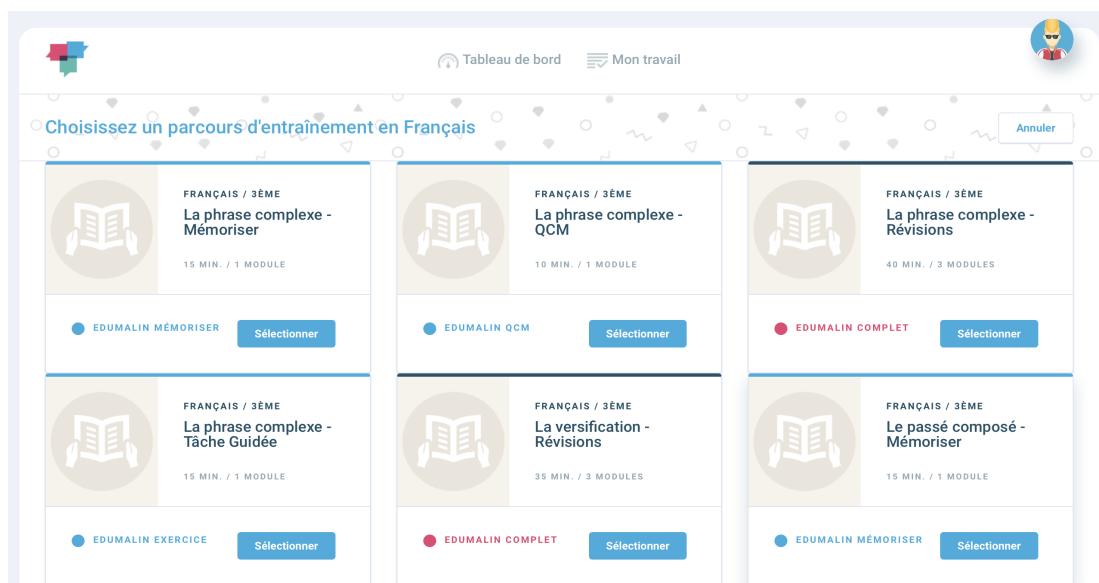 Tableau de bord
Mon travail
Choisissez un parcours d'entraînement en Français
Annuler
FRANÇAIS / 3ÈME
La phrase complexe -
Mémoriser
15 MIN. / 1 MODULE
EDUMALIN MÉMORISER
Sélectionner
FRANÇAIS / 3ÈME
La phrase complexe -
QCM
10 MIN. / 1 MODULE
EDUMALIN QCM
Sélectionner
FRANÇAIS / 3ÈME
La phrase complexe -
Révisions
40 MIN. / 3 MODULES
EDUMALIN COMPLET
Sélectionner
FRANÇAIS / 3ÈME
La phrase complexe -
Tâche Guidée
15 MIN. / 1 MODULE
EDUMALIN EXERCICE
Sélectionner
FRANÇAIS / 3ÈME
La versification -
Révisions
35 MIN. / 3 MODULES
EDUMALIN COMPLET
Sélectionner
FRANÇAIS / 3ÈME
Le passé composé -
Mémoriser
15 MIN. / 1 MODULE
EDUMALIN MÉMORISER
Sélectionner